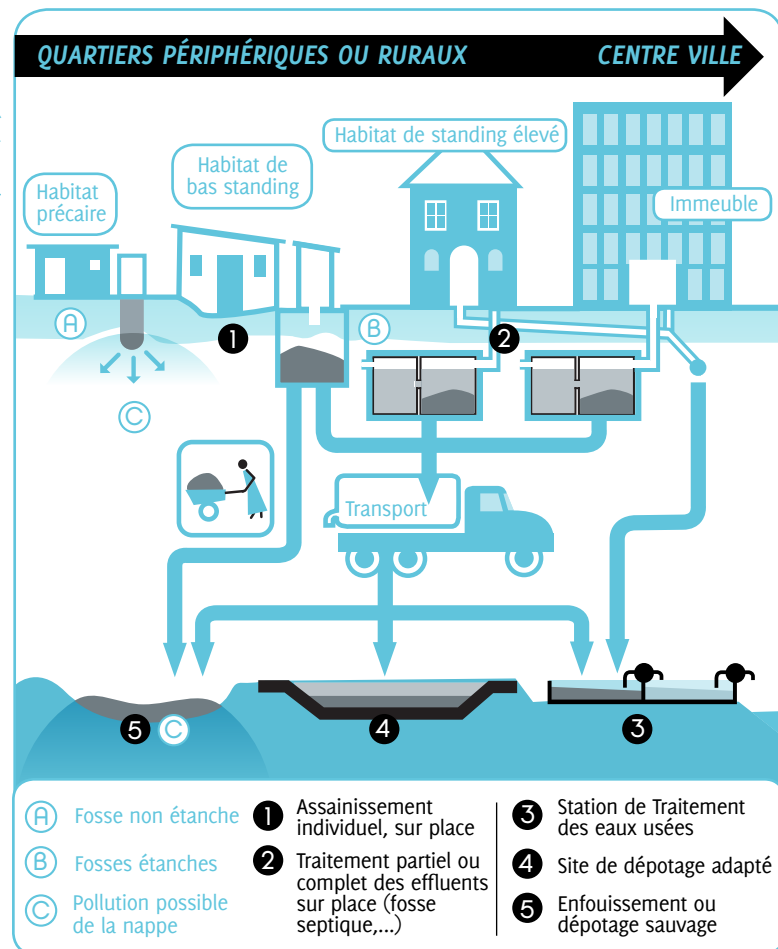 QUARTIERS PÉRIPHÉRIQUES OU RURAUX
CENTRE VILLE
Habitat de standing élevé
Habitat de
bas standing
Habitat
précaire
Immeuble
A
1
B
2
C
Transport
5
C
4
3
A Fosse non étanche
B Fosses étanches
C Pollution possible
de la nappe
1 Assainissement
individuel, sur place
2 Traitement partiel ou
complet des effluents
sur place (fosse
septique,...)
3 Station de Traitement
des eaux usées
4 Site de dépotage adapté
5 Enfouissement ou
dépotage sauvage